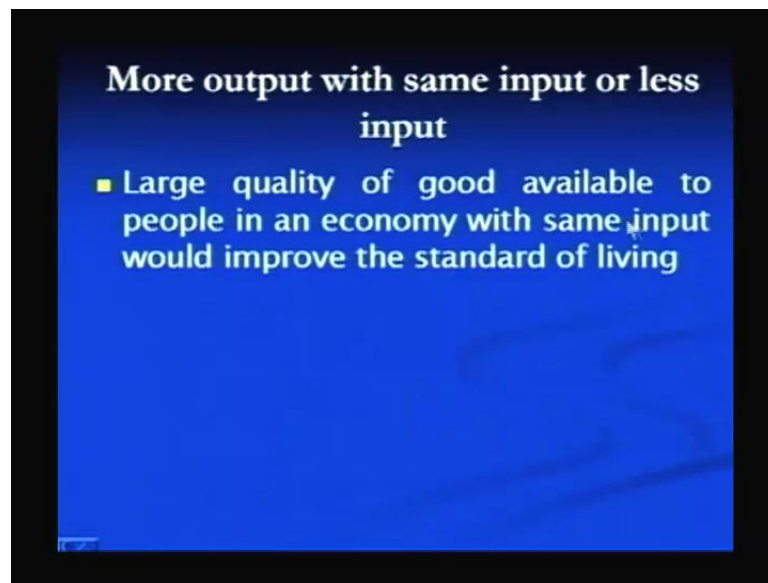 More output with same input or less
input
Large quality of good available to
people in an economy with same input
would improve the standard of living